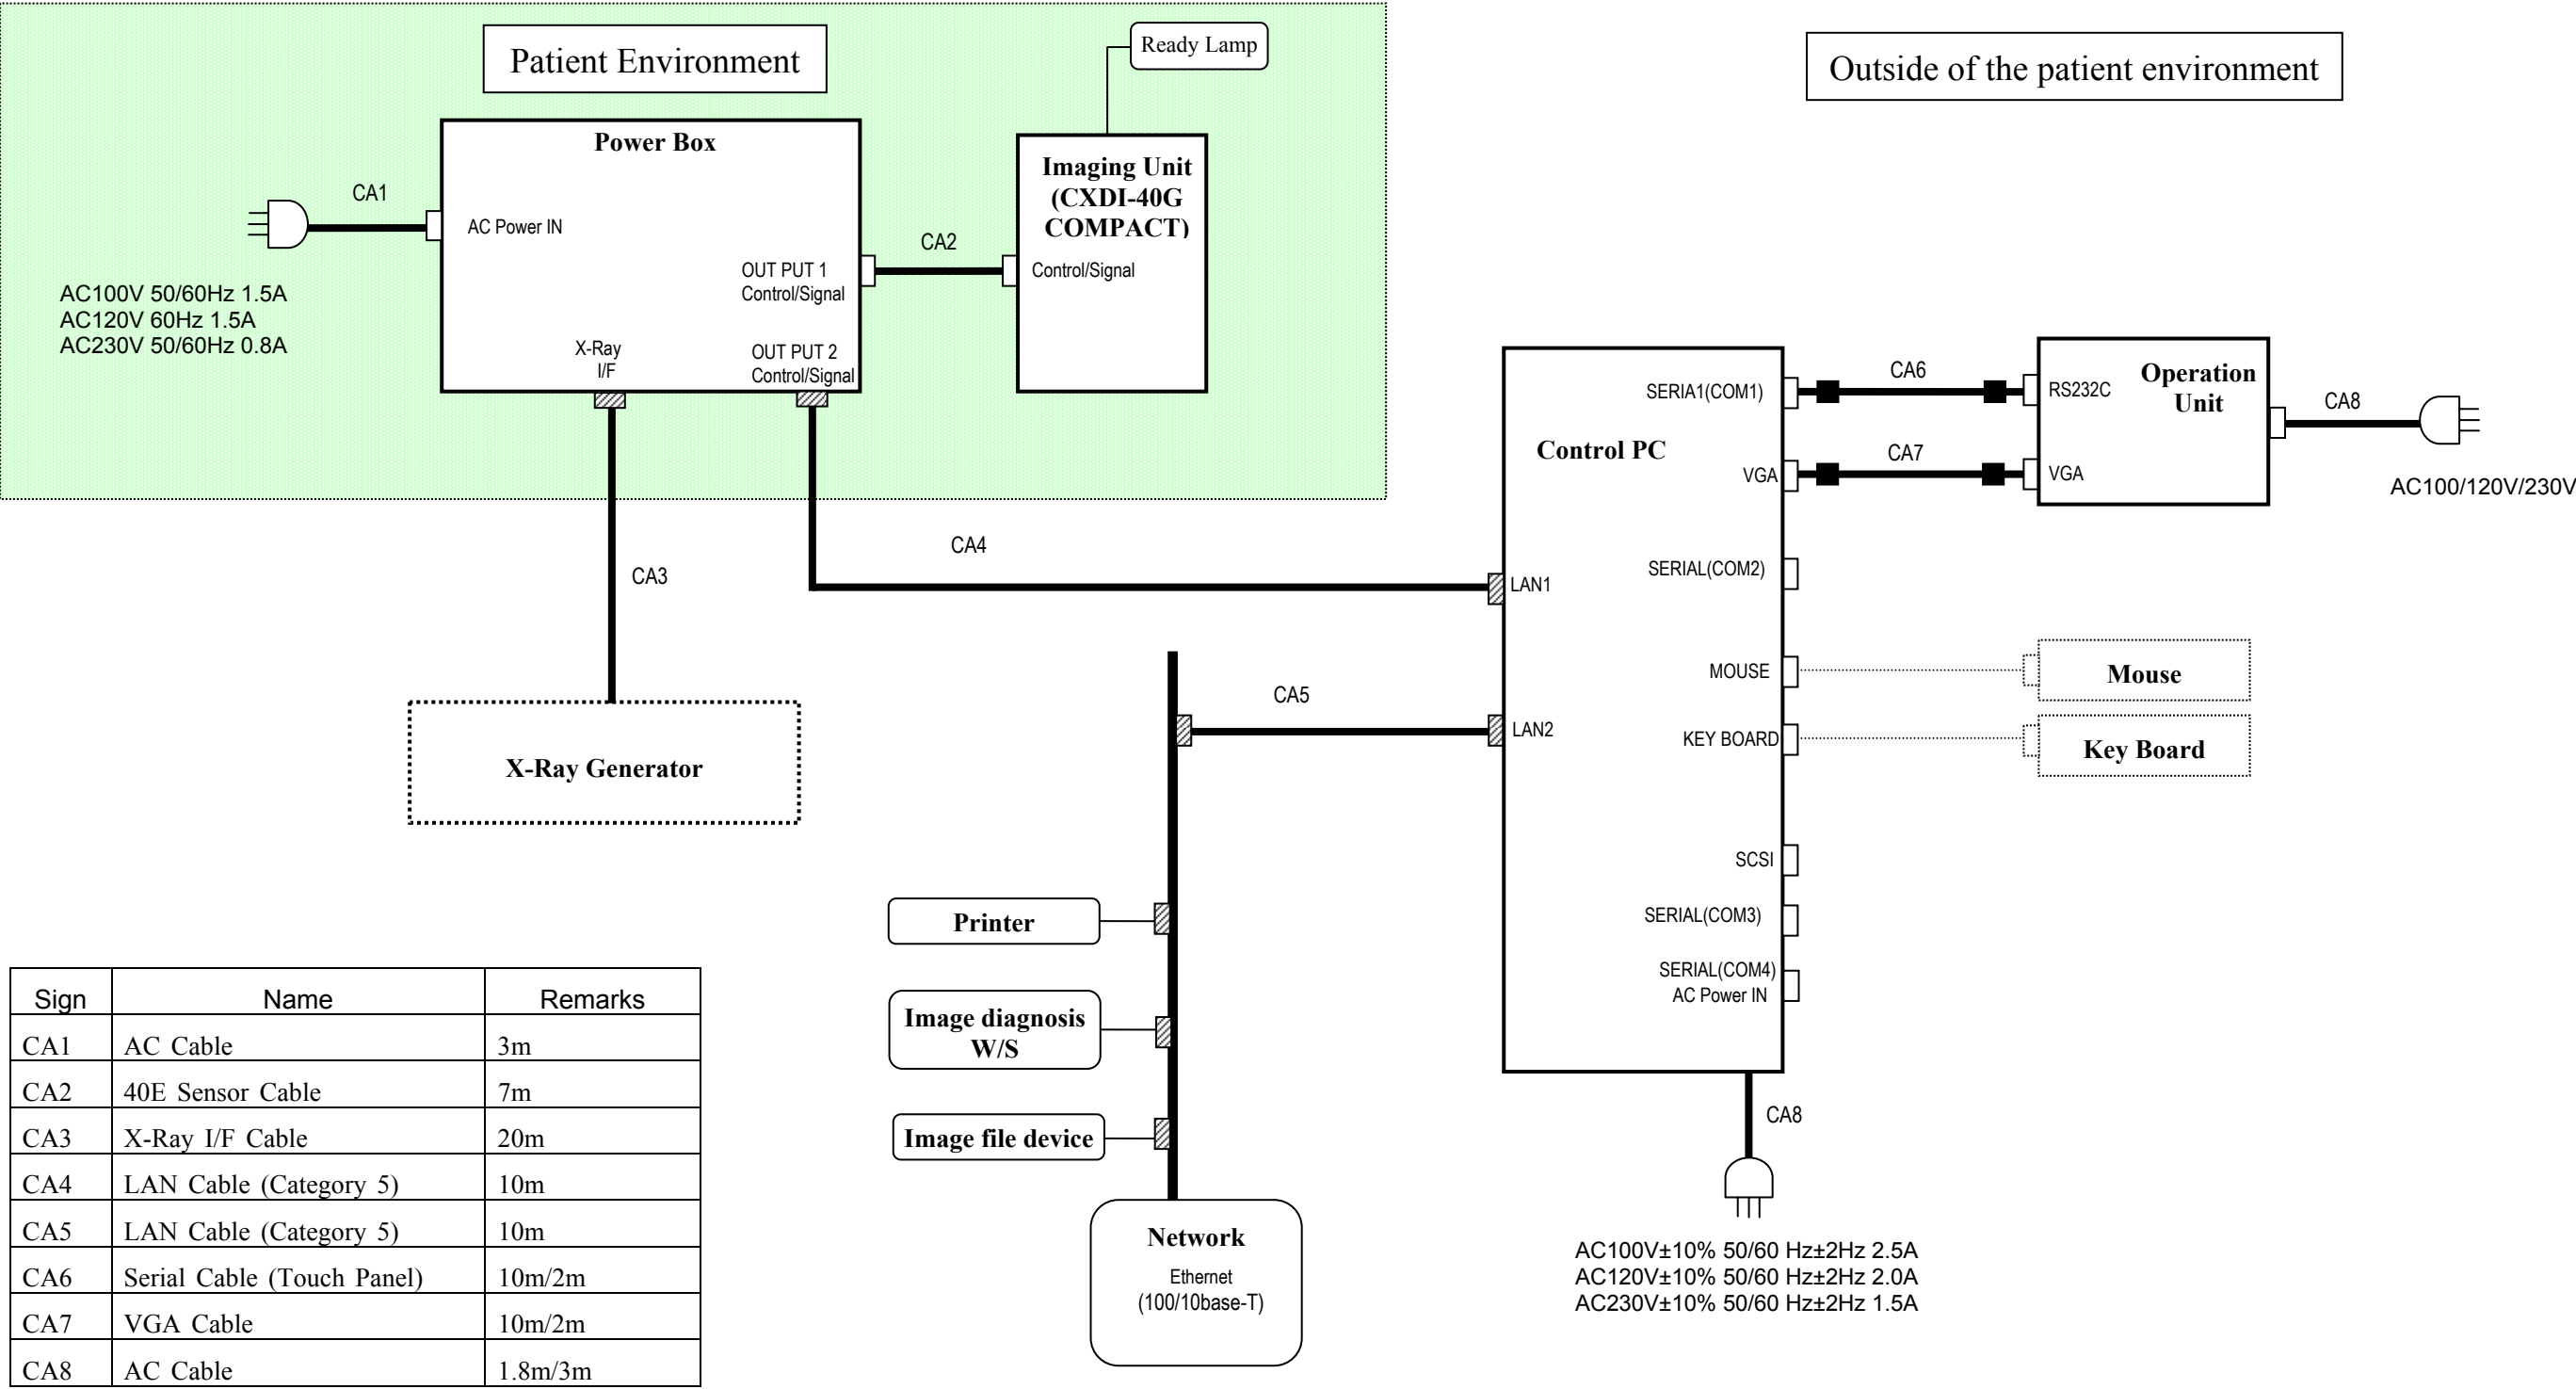 Patient Environment
Ready Lamp
Outside of the patient environment
Power Box
Imaging Unit
(CXDI-40G
COMPACT)
CA1
AC Power IN
CA2
OUT PUT 1
Control/Signal
Control/Signal
AC100V 50/60Hz 1.5A
AC120V 60Hz 1.5A
AC230V 50/60Hz 0.8A
X-Ray
I/F
OUT PUT 2
Control/Signal
SERIA1(COM1)
CA6
RS232C
Operation
Unit
CA8
Control PC
VGA
CA7
VGA
AC100/120V/230V
CA4
CA3
LAN1
SERIAL(COM2)
MOUSE
Mouse
CA5
LAN2
KEY BOARD
Key Board
X-Ray Generator
SCSI
SERIAL(COM3)
SERIAL(COM4)
AC Power IN
Printer
Image diagnosis
W/S
Image file device
CA8
Network
Ethernet
(100/10base-T)
AC100V±10% 50/60 Hz±2Hz 2.5A
AC120V±10% 50/60 Hz±2Hz 2.0A
AC230V±10% 50/60 Hz±2Hz 1.5A
Sign Name Remarks
CA1 AC Cable 3m
CA2 40E Sensor Cable 7m
CA3 X-Ray I/F Cable 20m
CA4 LAN Cable (Category 5) 10m
CA5 LAN Cable (Category 5) 10m
CA6 Serial Cable (Touch Panel) 10m/2m
CA7 VGA Cable 10m/2m
CA8 AC Cable 1.8m/3m